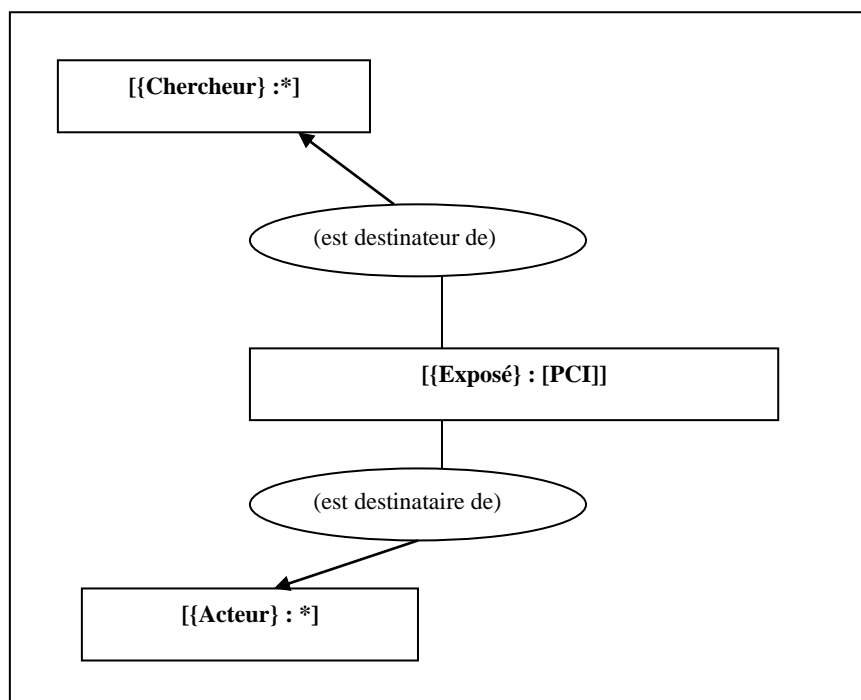 [{Chercheur} :*]
(est destinateur de)
[{Exposé} : [PCI]]
(est destinataire de)
[{Acteur} : *]